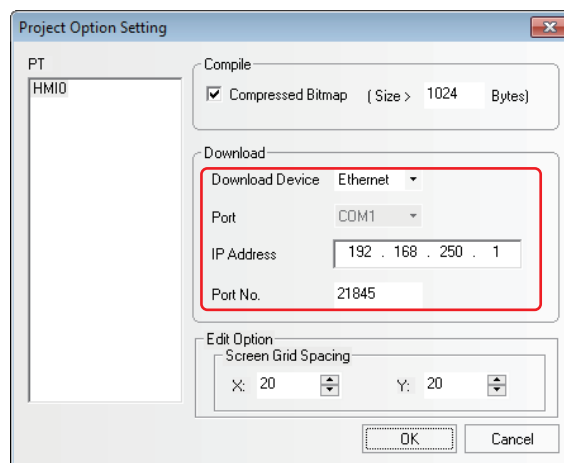 Project Option Setting
PT
HMI0
Compile
Compressed Bitmap ( Size > 1024 Bytes)
Download
Download Device Ethernet
Port COM1
IP Address 192 . 168 . 250 . 1
Port No. 21845
Edit Option
Screen Grid Spacing
X: 20 Y: 20
OK Cancel